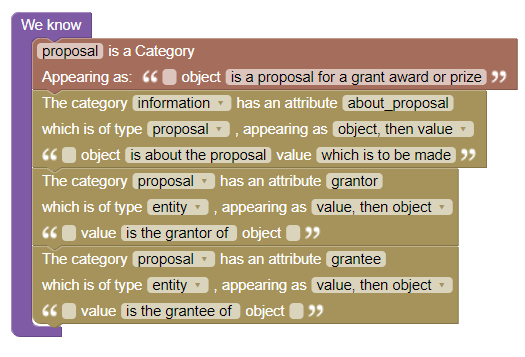 We know
proposal is a Category
Appearing as: “ object is a proposal for a grant award or prize ”
The category information has an attribute about_proposal
which is of type proposal , appearing as object, then value
“ object is about the proposal value which is to be made ”
The category proposal has an attribute grantor
which is of type entity , appearing as value, then object
“ value is the grantor of object ”
The category proposal has an attribute grantee
which is of type entity , appearing as value, then object
“ value is the grantee of object ”